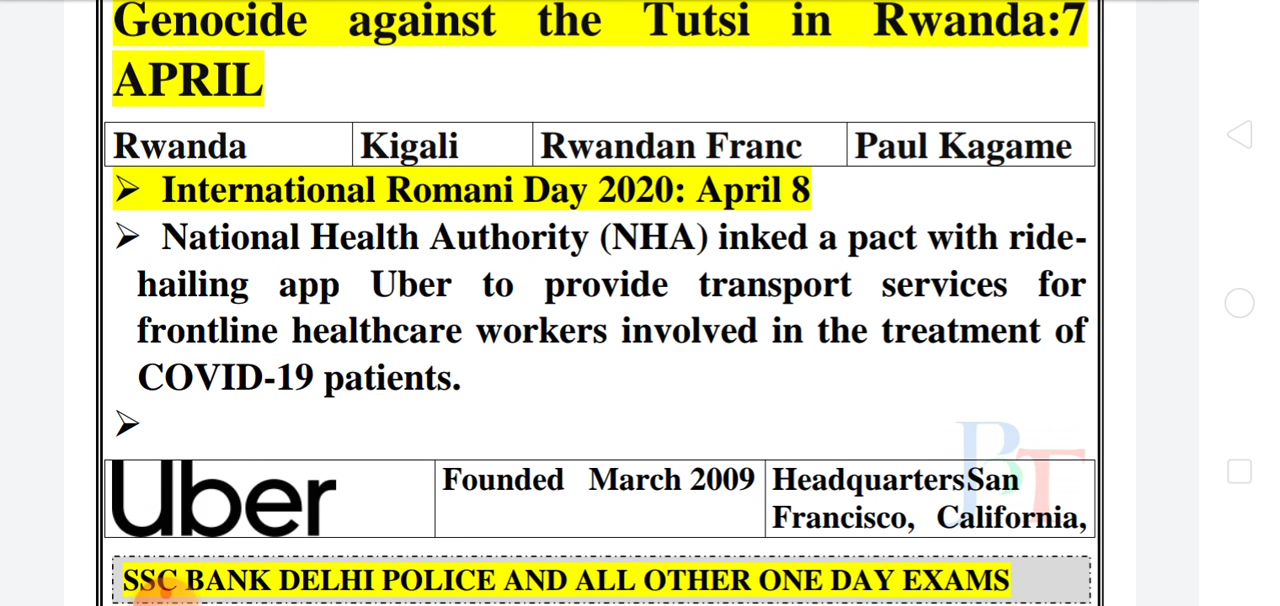 Genocide against the Tutsi in Rwanda:7
APRIL
Rwanda Kigali Rwandan Franc Paul Kagame
➤ International Romani Day 2020: April 8
➤ National Health Authority (NHA) inked a pact with ride-
hailing app Uber to provide transport services for
frontline healthcare workers involved in the treatment of
COVID-19 patients.
➤
BT
Uber Founded March 2009 HeadquartersSan
Francisco, California,
SSC BANK DELHI POLICE AND ALL OTHER ONE DAY EXAMS